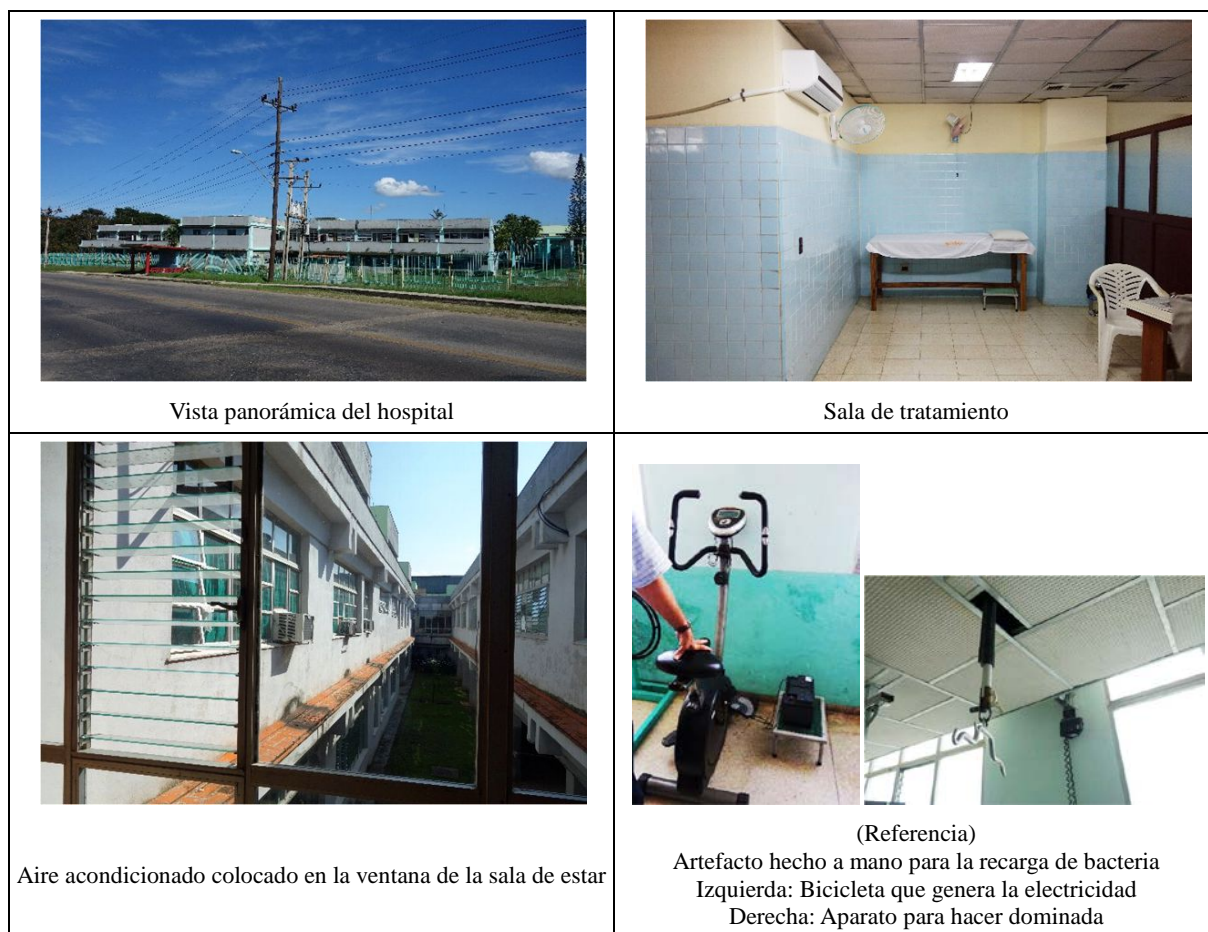 Vista panorámica del hospital
Sala de tratamiento
Aire acondicionado colocado en la ventana de la sala de estar
(Referencia)
Artefacto hecho a mano para la recarga de bacteria
Izquierda: Bicicleta que genera la electricidad
Derecha: Aparato para hacer dominada